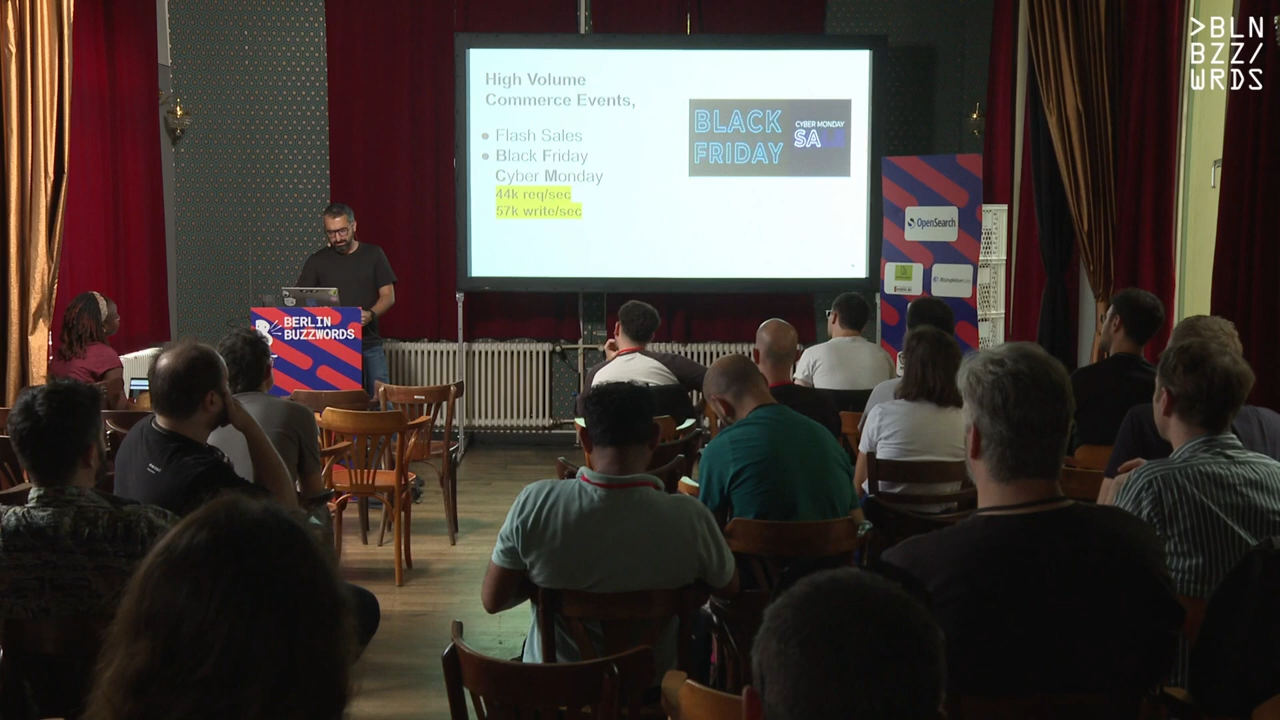 >BLN
BZZ/
WRDS
High Volume
Commerce Events,
● Flash Sales
● Black Friday
Cyber Monday
44k req/sec
57k write/sec
BLACK
FRIDAY
CYBER MONDAY
SALE
OpenSearch
BERLIN
BUZZWORDS